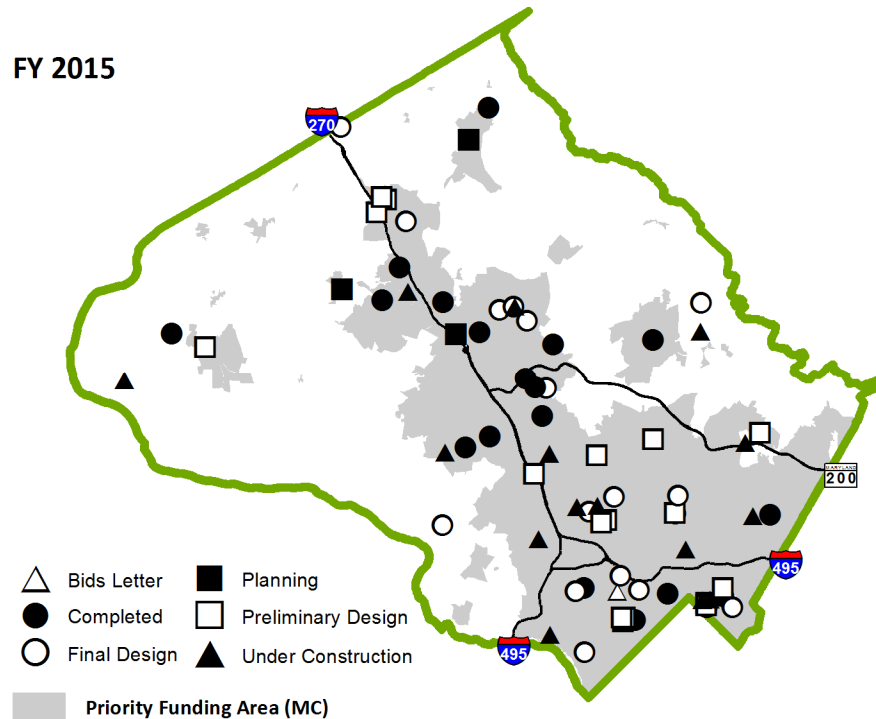 FY 2015
270
MARYLAND
200
495
495
Bids Letter
Planning
Completed
Preliminary Design
Final Design
Under Construction
Priority Funding Area (MC)